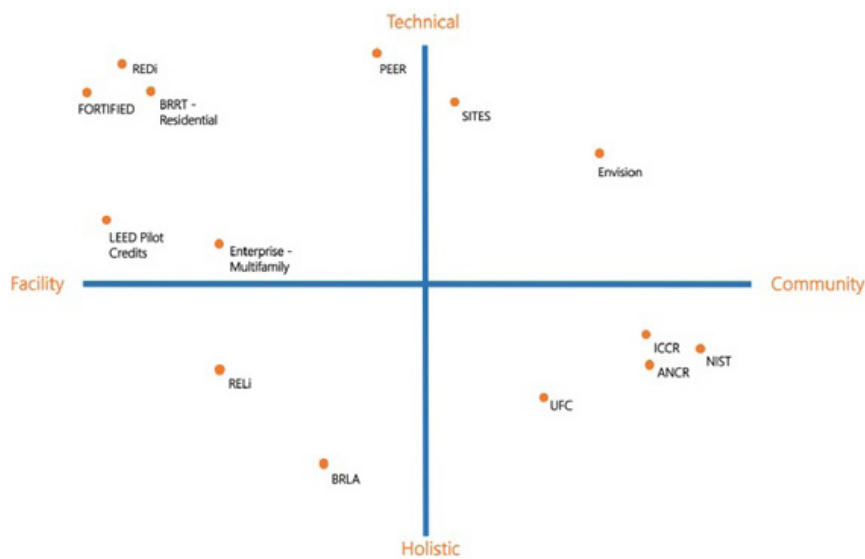 Technical
REDi
PEER
FORTIFIED
BRRT -
Residential
SITES
Envision
LEED Pilot
Credits
Enterprise -
Multifamily
Facility
Community
ICCR
NIST
ANCR
RELi
UFC
BRLA
Holistic